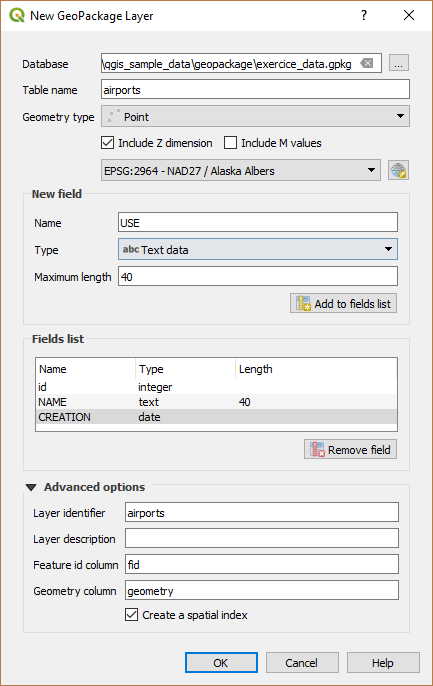 New GeoPackage Layer ? ×
Database \qgis_sample_data\geopackage\exercice_data.gpkg ...
Table name airports
Geometry type Point
Include Z dimension Include M values
EPSG:2964 - NAD27 / Alaska Albers
New field
Name USE
Type abc Text data
Maximum length 40
Add to fields list
Fields list
Name Type Length
id integer
NAME text 40
CREATION date
Remove field
Advanced options
Layer identifier airports
Layer description
Feature id column fid
Geometry column geometry
Create a spatial index
OK Cancel Help